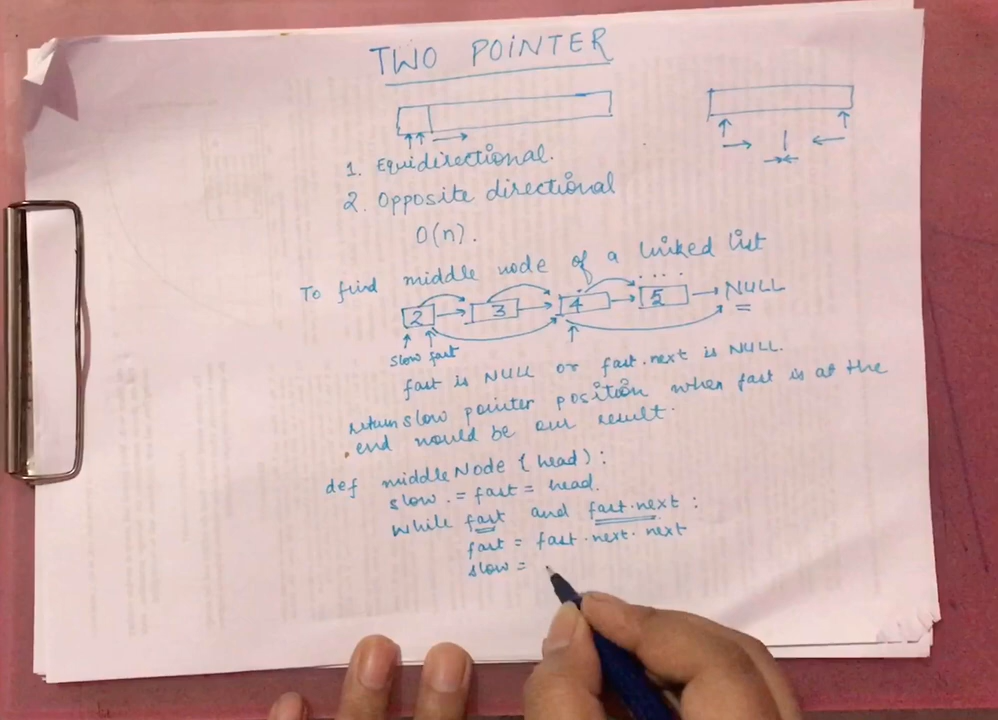 TWO POINTER
1. Equidirectional.
2. Opposite directional
O(n).
To find middle node of a linked list
2 3 4 5 NULL
slow fast
fast is NULL or fast.next is NULL.
return slow pointer position when fast is at the
end would be our result.
def middleNode (head):
slow = fast = head.
while fast and fast.next :
fast = fast.next.next
slow =